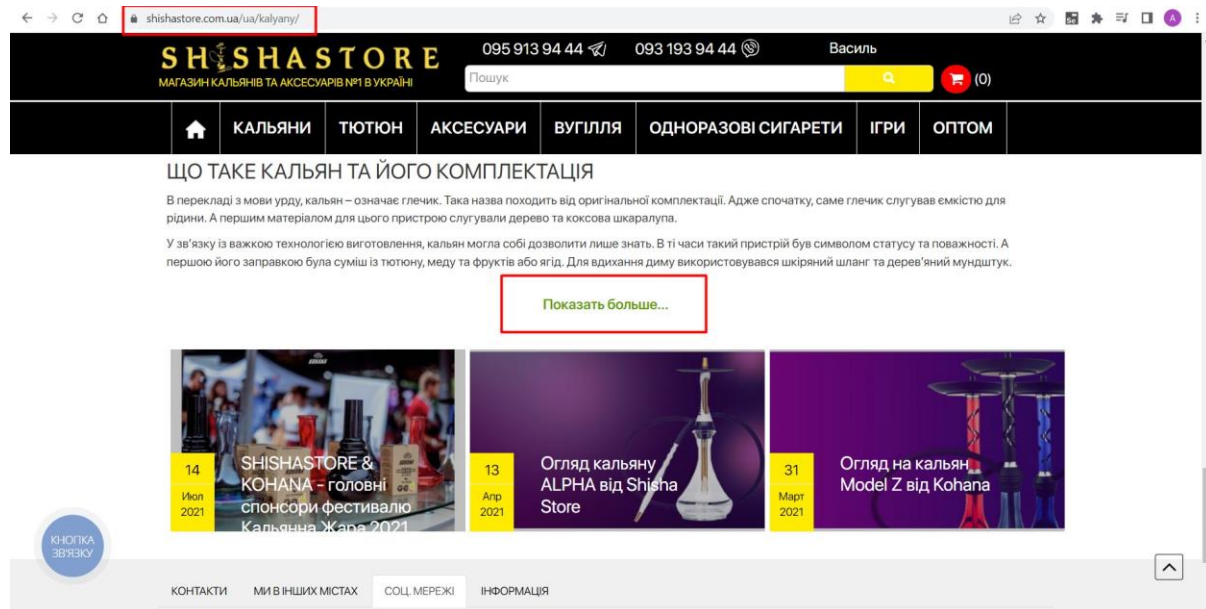 shishastore.com.ua/ua/kalyany/
SHISHASTORE
МАГАЗИН КАЛЬЯНІВ ТА АКСЕСУАРІВ №1 В УКРАЇНІ
095 913 94 44
093 193 94 44
Василь
Пошук
(0)
КАЛЬЯНИ ТЮТЮН АКСЕСУАРИ ВУГІЛЛЯ ОДНОРАЗОВІ СИГАРЕТИ ІГРИ ОПТОМ
ЩО ТАКЕ КАЛЬЯН ТА ЙОГО КОМПЛЕКТАЦІЯ
В перекладі з мови урду, кальян – означає глечик. Така назва походить від оригінальної комплектації. Адже спочатку, саме глечик слугував ємкістю для
рідини. А першим матеріалом для цього пристрою слугували дерево та коксова шкаралупа.
У зв'язку із важкою технологією виготовлення, кальян могла собі дозволити лише знать. В ті часи такий пристрій був символом статусу та поважності. А
першою його заправкою була суміш із тютюну, меду та фруктів або ягід. Для вдихання диму використовувався шкіряний шланг та дерев'яний мундштук.
Показать больше...
14
Июл
2021
SHISHASTORE &
KOHANA –
головні
спонсори фестивалю
Кальянна Жара 2021
13
Апр
2021
Огляд кальяну
ALPHA від Shisha
Store
31
Март
2021
Огляд на кальян
Model Z від Kohana
КНОПКА
ЗВ'ЯЗКУ
КОНТАКТИ МИ В ІНШИХ МІСТАХ СОЦ. МЕРЕЖІ ІНФОРМАЦІЯ